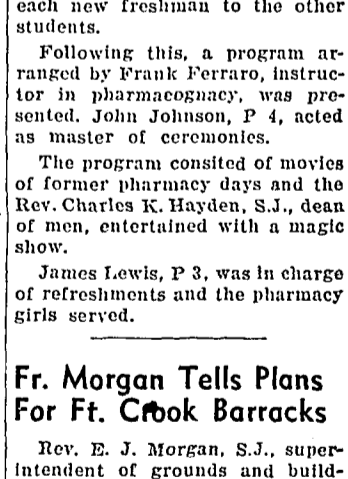 each new freshman to the other
students.
Following this, a program ar-
ranged by Frank Ferraro, instruc-
tor in pharmacognacy, was pre-
sented. John Johnson, P 4, acted
as master of ceremonies.
The program consited of movies
of former pharmacy days and the
Rev. Charles K. Hayden, S.J., dean
of men, entertained with a magic
show.
James Lewis, P 3, was in charge
of refreshments and the pharmacy
girls served.
Fr. Morgan Tells Plans
For Ft. Crook Barracks
Rev. E. J. Morgan, S.J., super-
intendent of grounds and build-